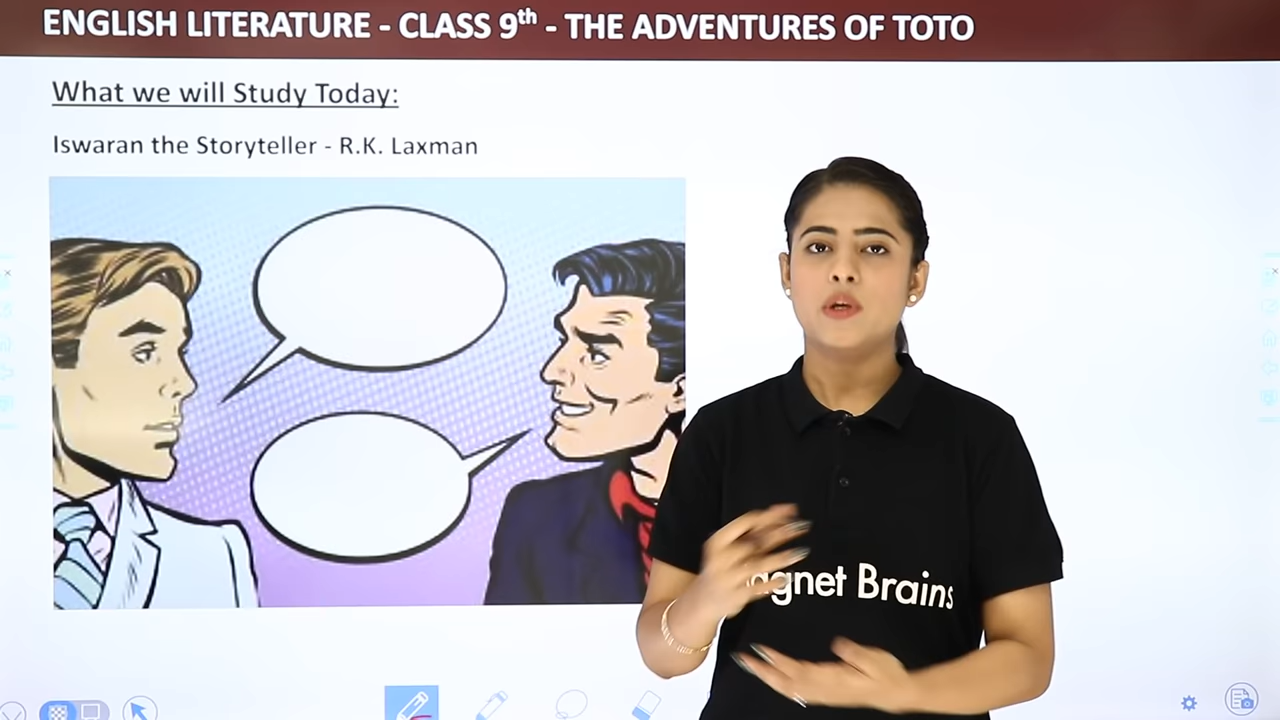 ENGLISH LITERATURE - CLASS 9th - THE ADVENTURES OF TOTO
What we will Study Today:
Iswaran the Storyteller - R.K. Laxman
agnet Brains